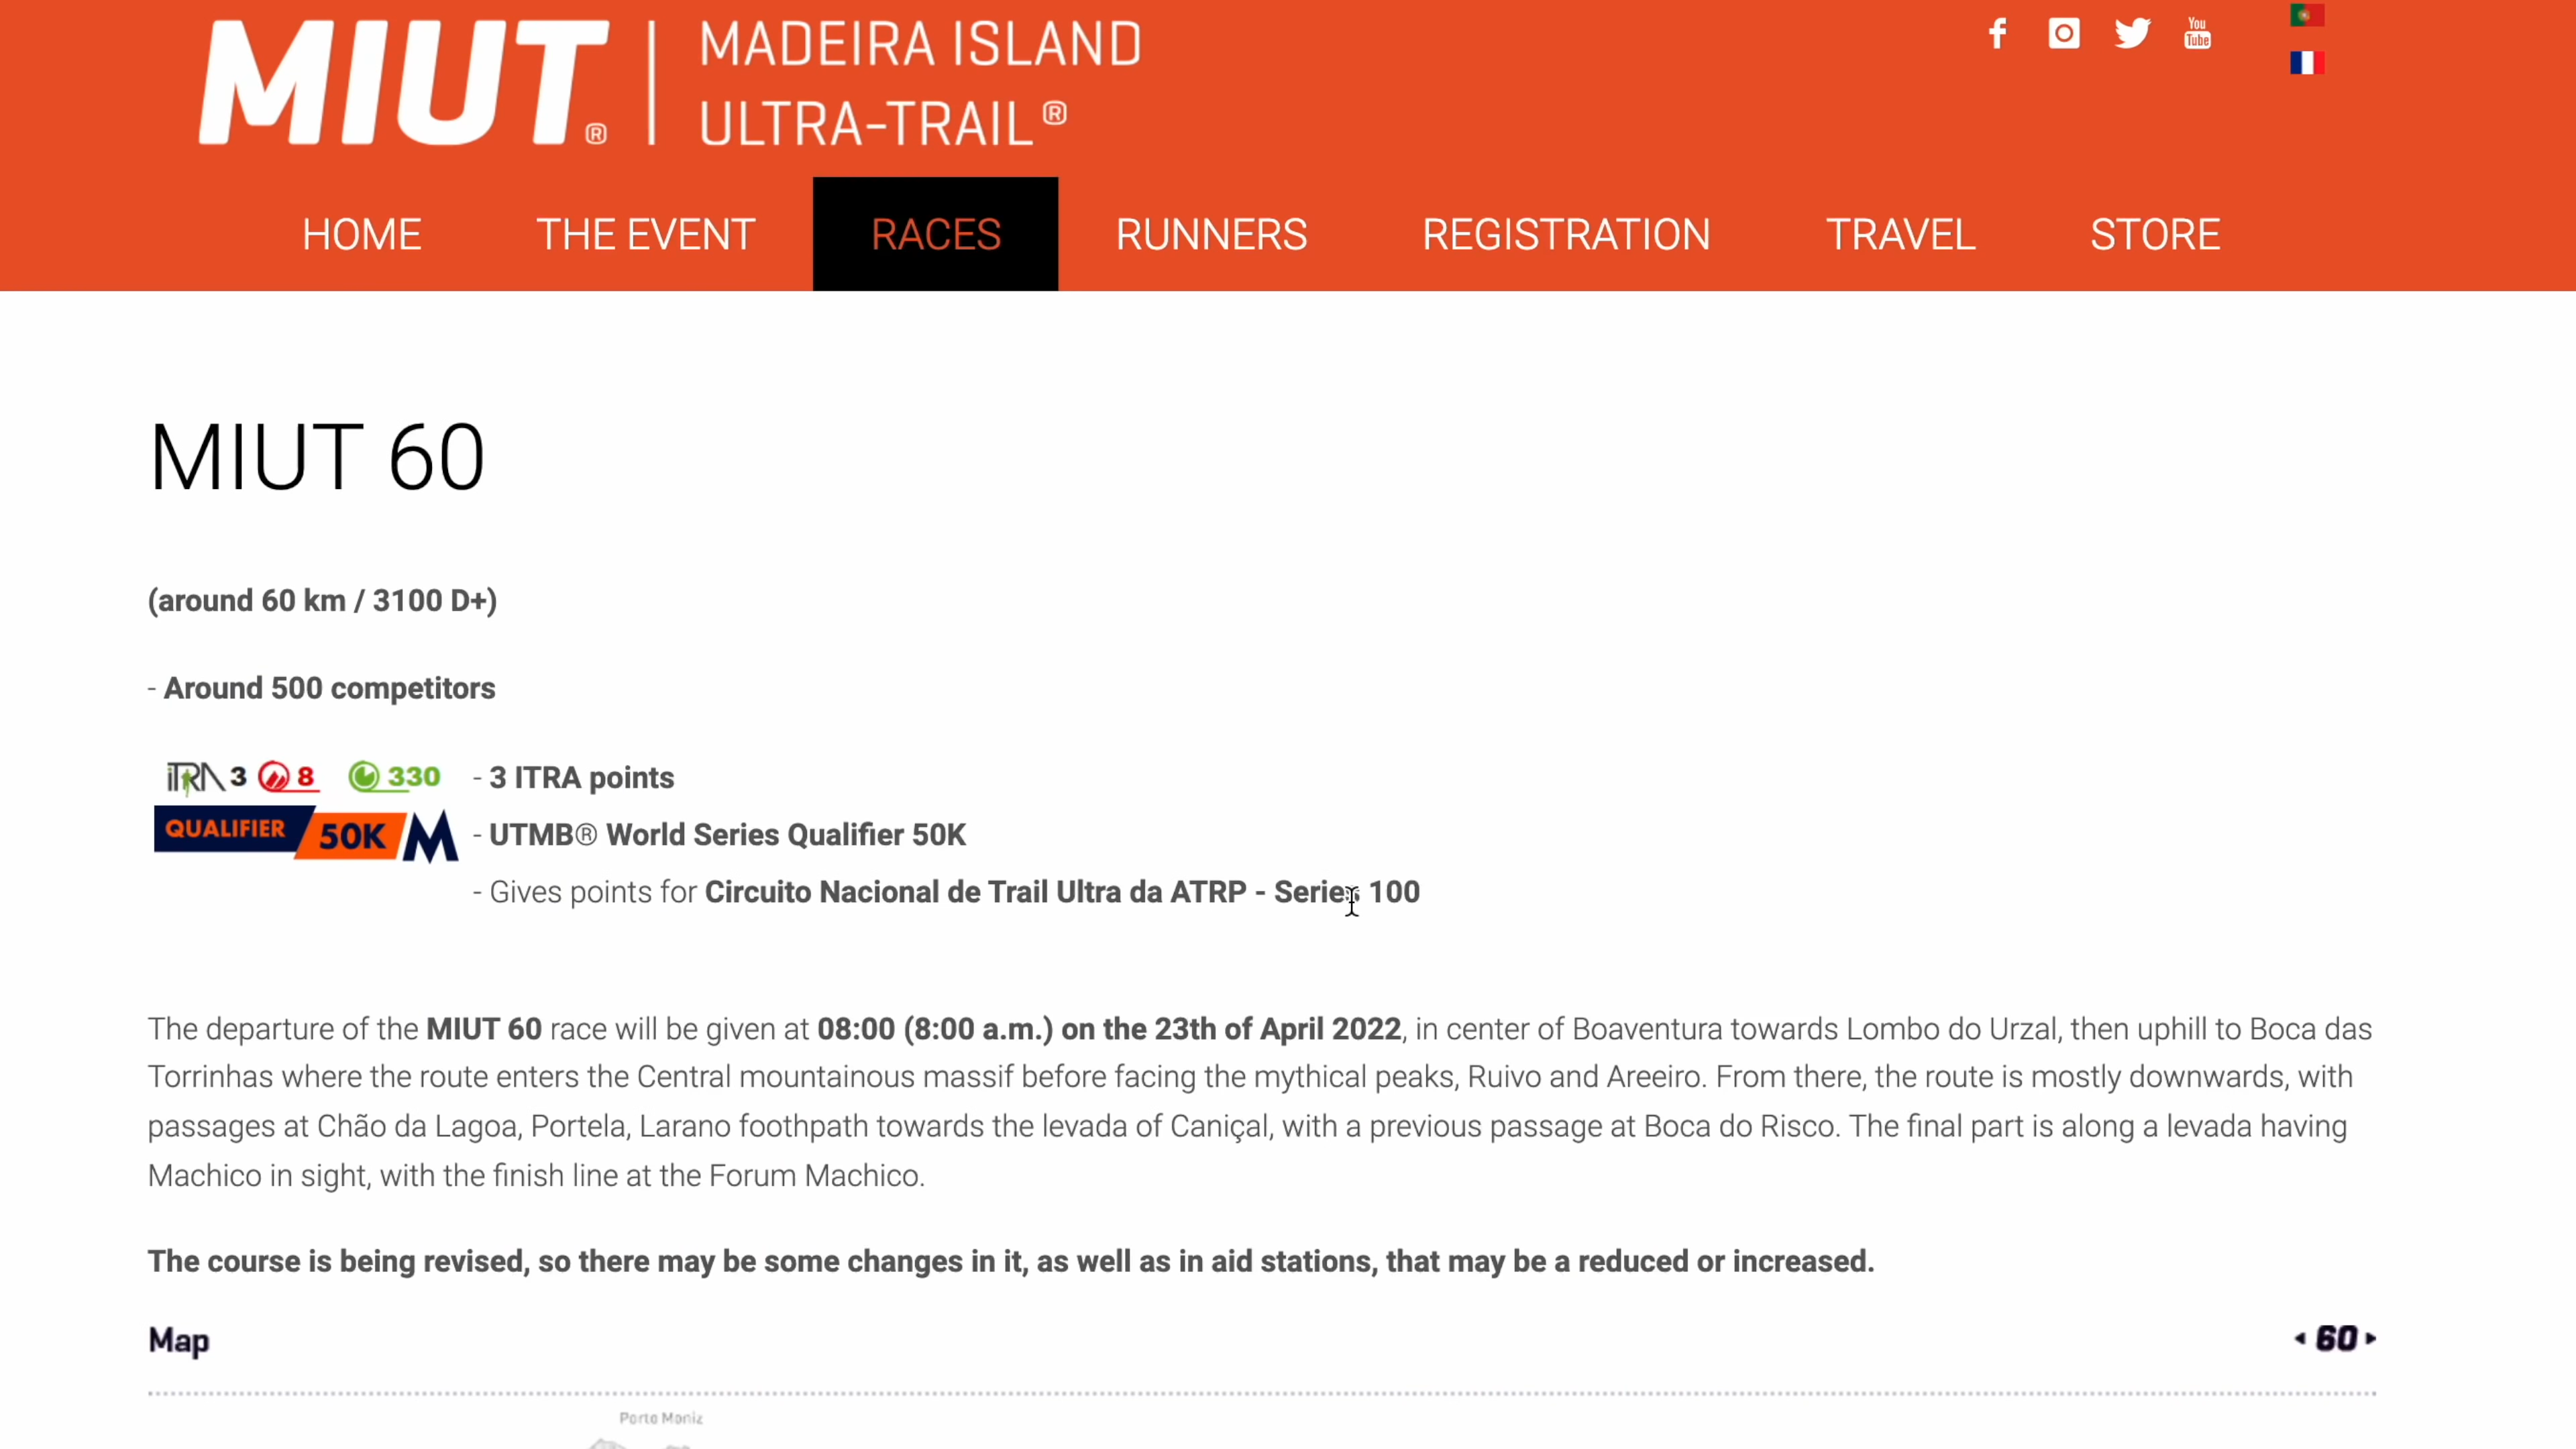 MIUT® MADEIRA ISLAND
ULTRA-TRAIL®
You
Tube
HOME THE EVENT RACES RUNNERS REGISTRATION TRAVEL STORE
MIUT 60
(around 60 km / 3100 D+)
- Around 500 competitors
iTRA 3 8 330 - 3 ITRA points
QUALIFIER 50K M - UTMB® World Series Qualifier 50K
- Gives points for Circuito Nacional de Trail Ultra da ATRP - Series 100
The departure of the MIUT 60 race will be given at 08:00 (8:00 a.m.) on the 23th of April 2022, in center of Boaventura towards Lombo do Urzal, then uphill to Boca das
Torrinhas where the route enters the Central mountainous massif before facing the mythical peaks, Ruivo and Areeiro. From there, the route is mostly downwards, with
passages at Chão da Lagoa, Portela, Larano foothpath towards the levada of Caniçal, with a previous passage at Boca do Risco. The final part is along a levada having
Machico in sight, with the finish line at the Forum Machico.
The course is being revised, so there may be some changes in it, as well as in aid stations, that may be a reduced or increased.
Map 60
Porto Moniz